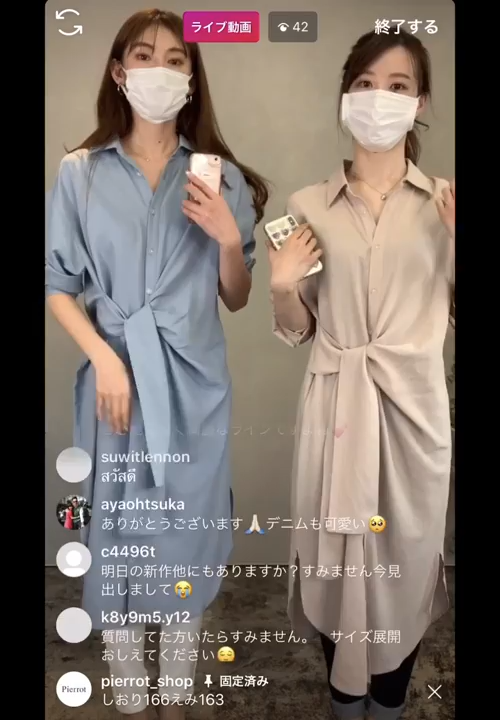 ライブ動画
42
終了する
suwitlennon
สวัสดี
ayaohtsuka
ありがとうございます🙏🏻デニムも可愛い🥺
c4496t
明日の新作他にもありますか？すみません今見
出しまして😭
k8y9m5.y12
質問してた方いたらすみません。 サイズ展開
おしえてください😌
Pierrot
pierrot_shop 固定済み
しおり166えみ163